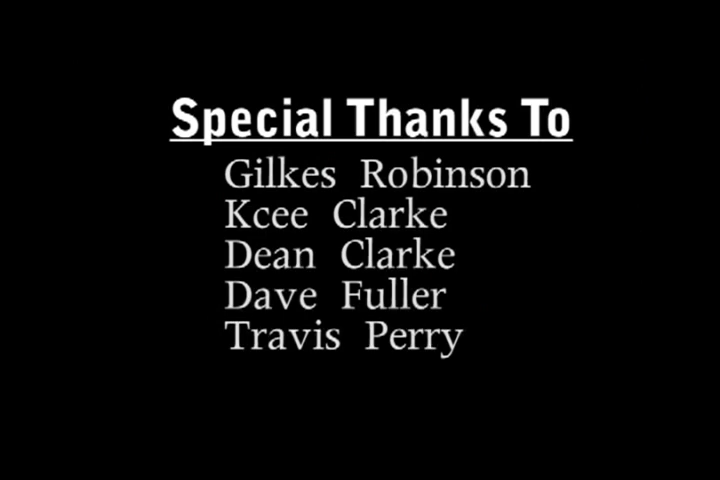 Special Thanks To
Gilkes Robinson
Kcee Clarke
Dean Clarke
Dave Fuller
Travis Perry